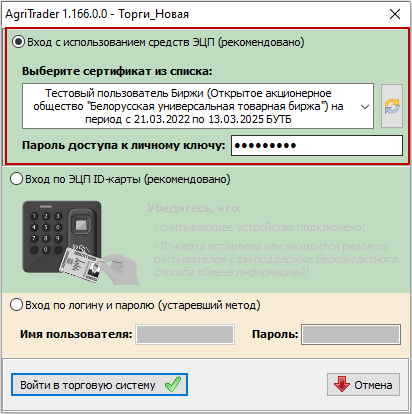 AgriTrader 1.166.0.0 - Торги_Новая
Вход с использованием средств ЭЦП (рекомендовано)
Выберите сертификат из списка:
Тестовый пользователь Биржи (Открытое акционерное
общество "Белорусская универсальная товарная биржа") на
период с 21.03.2022 по 13.03.2025 БУТБ
Пароль доступа к личному ключу: •••••••••
Вход по ЭЦП ID-карты (рекомендовано)
Убедитесь, что:
- считывающее устройство подключено;
- ID-карта вставлена или находится рядом со
считывателем (при поддержке бесконтактного
способа обмена информацией)
Вход по логину и паролю (устаревший метод)
Имя пользователя: Пароль:
Войти в торговую систему Отмена